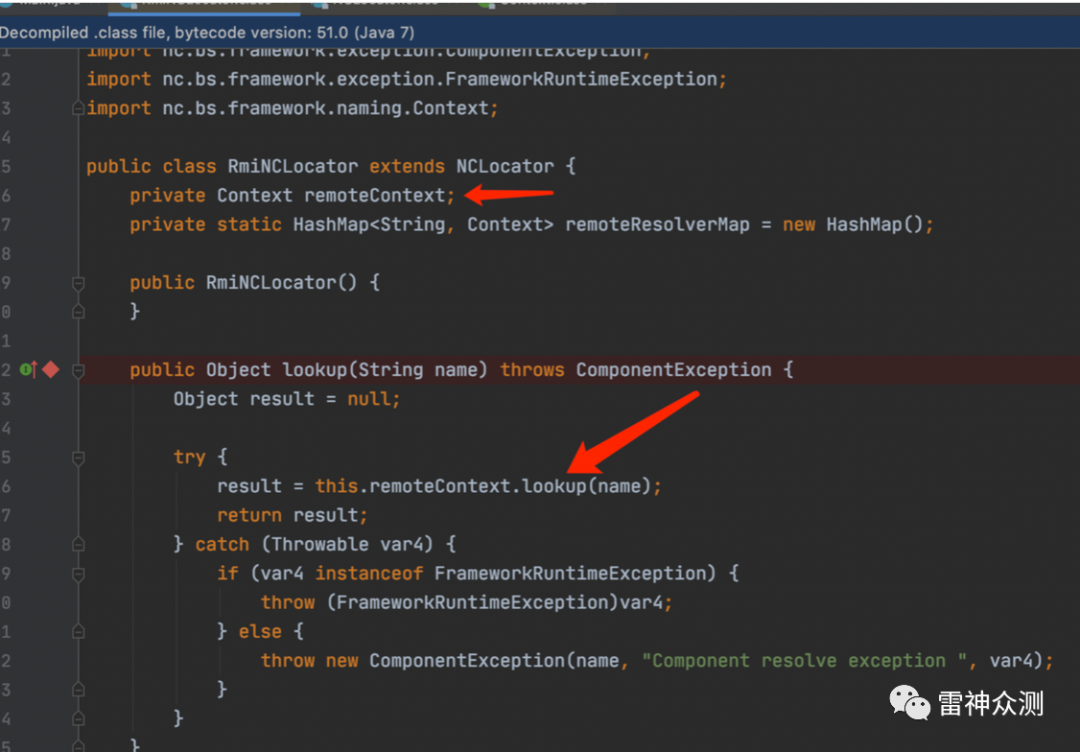 Decompiled .class file, bytecode version: 51.0 (Java 7)
1 import nc.bs.framework.exception.ComponentException;
2 import nc.bs.framework.exception.FrameworkRuntimeException;
3 import nc.bs.framework.naming.Context;
4
5 public class RmiNCLocator extends NCLocator {
6 private Context remoteContext;
7 private static HashMap<String, Context> remoteResolverMap = new HashMap();
8
9 public RmiNCLocator() {
0 }
1
2 public Object lookup(String name) throws ComponentException {
3 Object result = null;
4
5 try {
6 result = this.remoteContext.lookup(name);
7 return result;
8 } catch (Throwable var4) {
9 if (var4 instanceof FrameworkRuntimeException) {
0 throw (FrameworkRuntimeException)var4;
1 } else {
2 throw new ComponentException(name, "Component resolve exception ", var4);
3 }
4 }
5 }
雷神众测